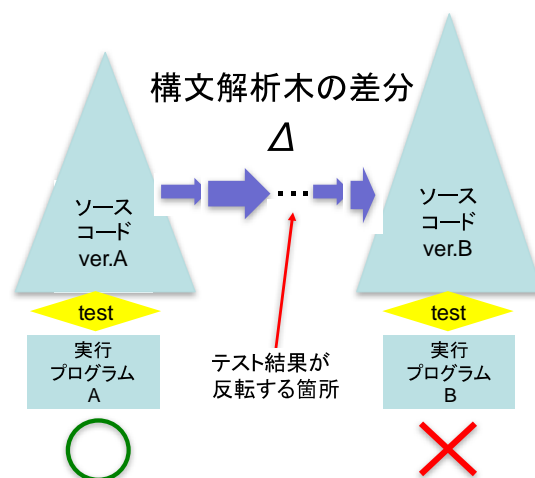 構文解析木の差分
Δ
ソース
コード
ver.A
…
ソース
コード
ver.B
test
test
実行
プログラム
A
テスト結果が
反転する箇所
実行
プログラム
B